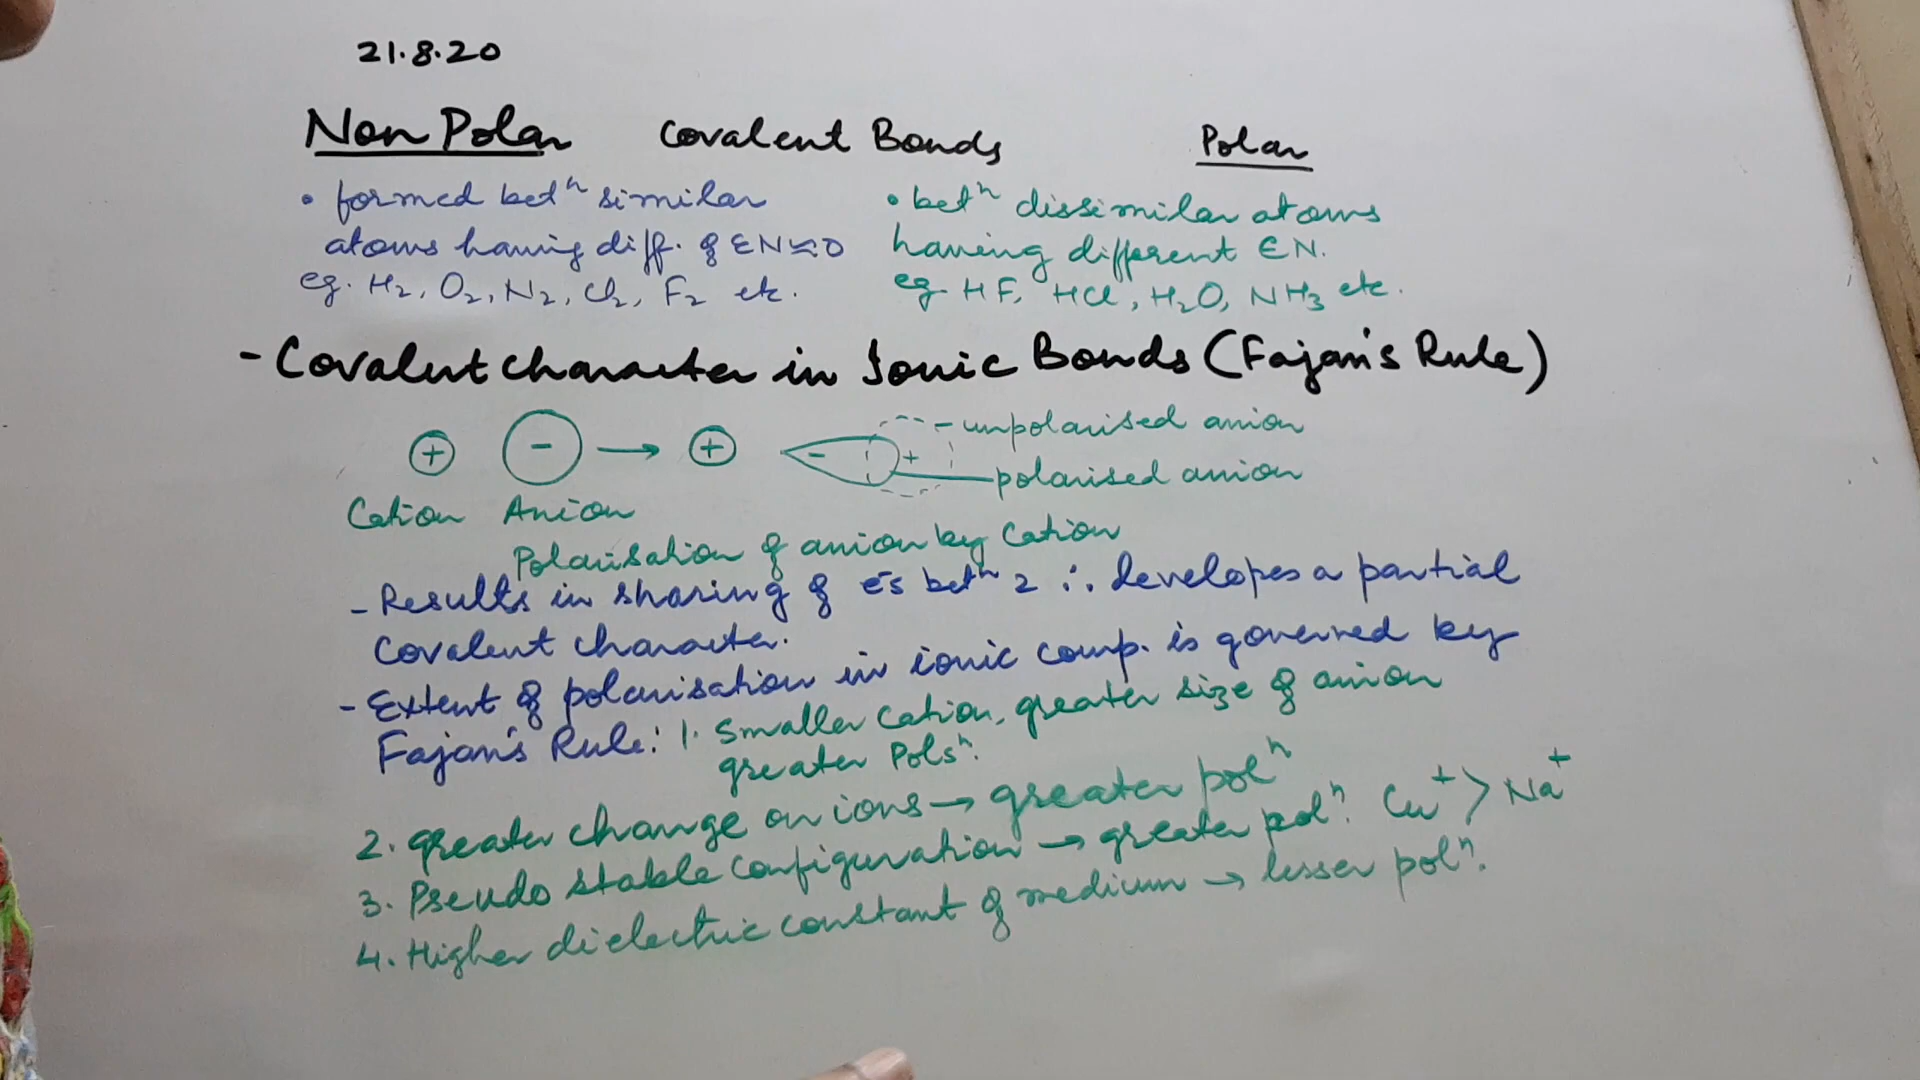 21.8.20
Non Polar Covalent Bonds Polar
• formed betⁿ similar
atoms having diff. of EN≈0
eg. H₂, O₂, N₂, Cl₂, F₂ etc.
• betⁿ dissimilar atoms
having different EN.
eg HF, HCl, H₂O, NH₃ etc.
- Covalent character in Ionic Bonds (Fajan's Rule)
+ - → + - + - unpolarised anion
polarised anion
Cation Anion
Polarisation of anion by Cation
- Results in sharing of e⁻s betⁿ 2 ∴ developes a partial
covalent character.
- Extent of polarisation in ionic comp. is governed by
Fajan's Rule: 1. Smaller Cation, greater size of anion
greater Polsⁿ.
2. greater charge on ions → greater polⁿ
3. Pseudo stable configuration → greater polⁿ. Cu⁺ > Na⁺
4. Higher dielectric constant of medium → lesser polⁿ.